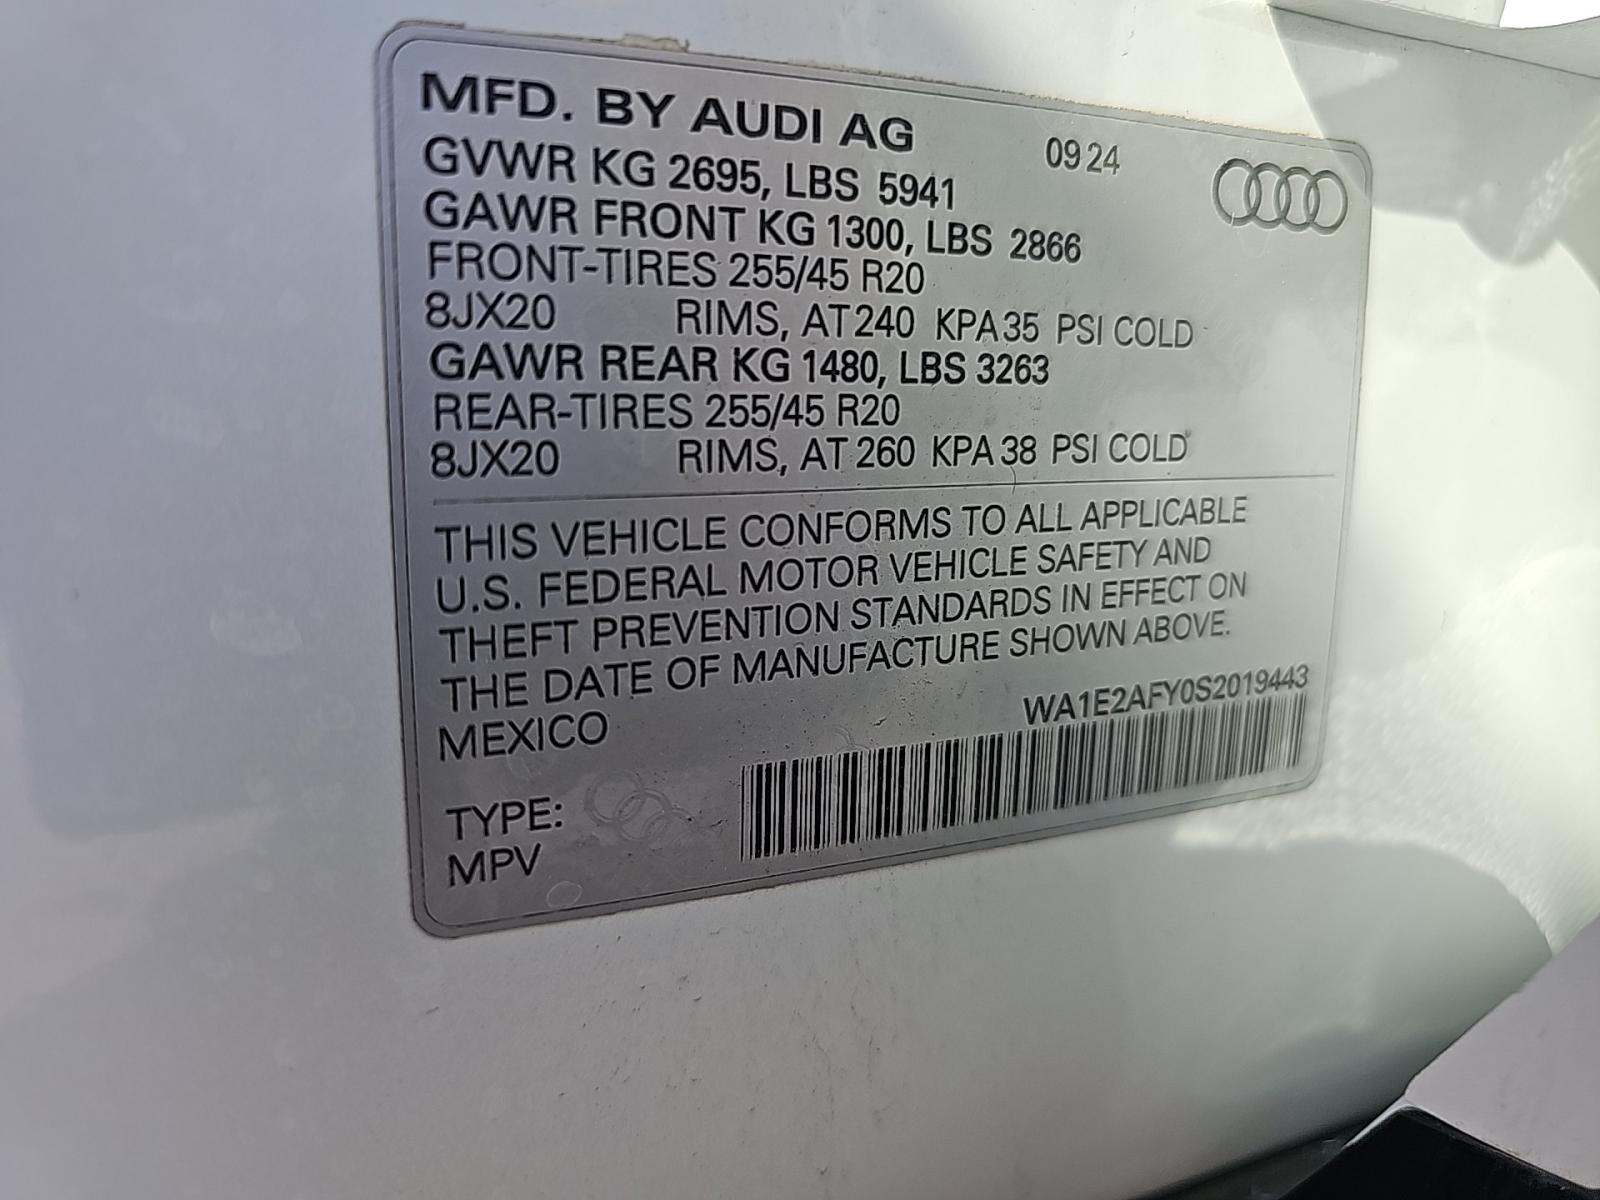 MFD. BY AUDI AG 09 24
GVWR KG 2695, LBS 5941
GAWR FRONT KG 1300, LBS 2866
FRONT-TIRES 255/45 R20
8JX20 RIMS, AT 240 KPA 35 PSI COLD
GAWR REAR KG 1480, LBS 3263
REAR-TIRES 255/45 R20
8JX20 RIMS, AT 260 KPA 38 PSI COLD
THIS VEHICLE CONFORMS TO ALL APPLICABLE
U.S. FEDERAL MOTOR VEHICLE SAFETY AND
THEFT PREVENTION STANDARDS IN EFFECT ON
THE DATE OF MANUFACTURE SHOWN ABOVE.
MEXICO WA1E2AFY0S2019443
TYPE:
MPV